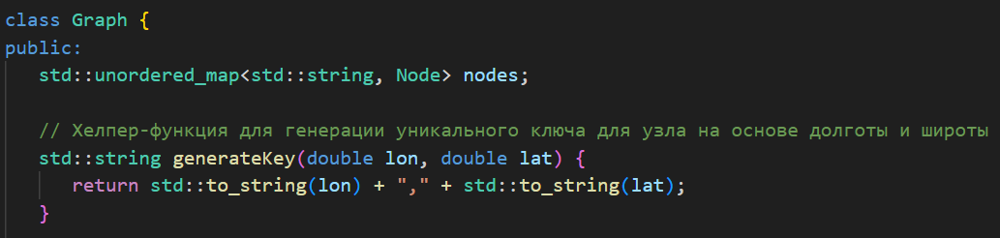 class Graph {
public:
std::unordered_map<std::string, Node> nodes;
// Хелпер-функция для генерации уникального ключа для узла на основе долготы и широты
std::string generateKey(double lon, double lat) {
return std::to_string(lon) + "," + std::to_string(lat);
}